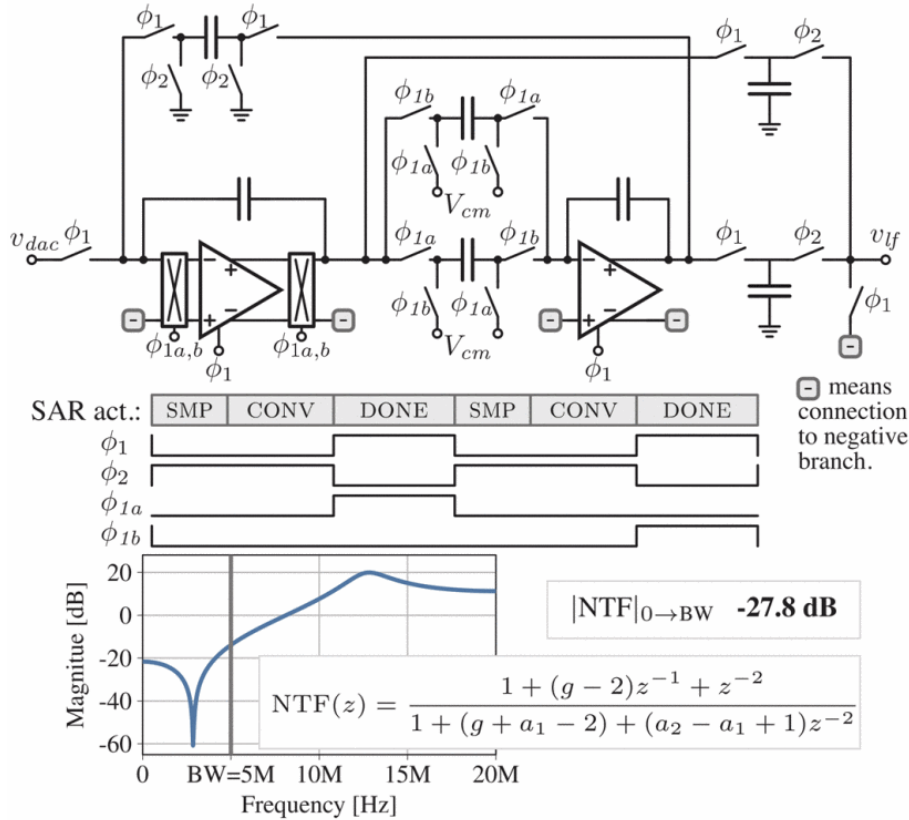 ϕ1 ϕ1 ϕ1 ϕ2
ϕ2 ϕ2
ϕ1b ϕ1a
ϕ1a ϕ1b
Vcm
vdac ϕ1 ϕ1a ϕ1b ϕ1 ϕ2 vlf
− +
+ −
− +
+ −
- - - -
ϕ1b ϕ1a ϕ1
ϕ1a,b ϕ1a,b Vcm -
ϕ1 ϕ1
- means
connection
to negative
branch.
SAR act.: SMP CONV DONE SMP CONV DONE
ϕ1
ϕ2
ϕ1a
ϕ1b
Magnitue [dB]
20
0
-20
-40
-60
|NTF|0→BW -27.8 dB
NTF(z) = 1 + (g − 2)z⁻¹ + z⁻² / 1 + (g + a₁ − 2) + (a₂ − a₁ + 1)z⁻²
0 BW=5M 10M 15M 20M
Frequency [Hz]